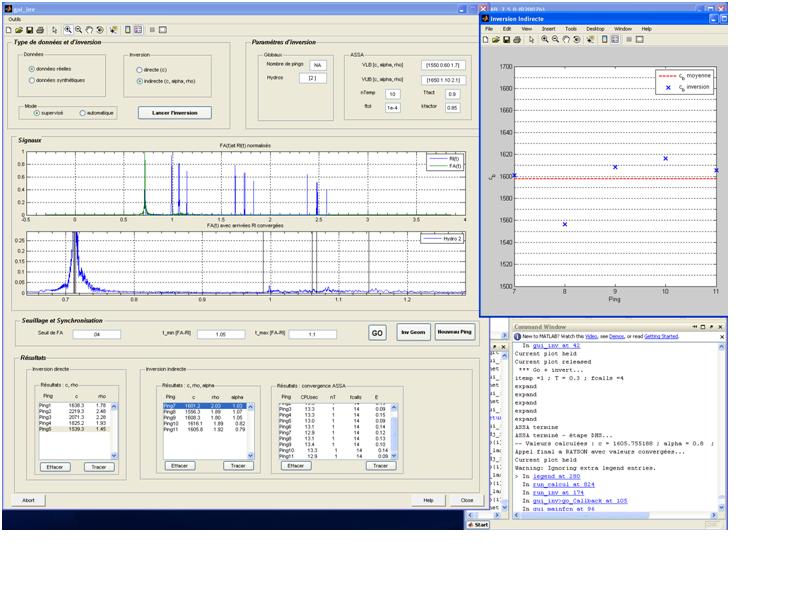 gui_inv
Outils
Type de données et d'inversion
Données
données réelles
données synthétiques
Inversion
directe (c)
indirecte (c, alpha, rho)
Mode
supervisé
automatique
Lancer l'inversion
Paramètres d'inversion
Globaux
Nombre de pings
NA
Hydros
[2 ]
ASSA
VLB [c, alpha, rho]
[1550 0.60 1.7]
VUB [c, alpha, rho]
[1650 1.10 2.1]
nTemp
10
Tfact
0.9
ftol
1e-4
kfactor
0.85
Signaux
FA(t)et RI(t) normalisés
RI(t)
FA(t)
1
0.8
0.6
0.4
0.2
0
-0.5
0
0.5
1
1.5
2
2.5
3
3.5
4
FA(t) avec arrivées RI convergées
Hydro 2
0.25
0.2
0.15
0.1
0.05
0
0.7
0.8
0.9
1
1.1
1.2
Seuillage et Synchronisation
Seuil de FA
.04
t_min [FA-RI]
1.05
t_max [FA-RI]
1.1
GO
Inv Geom
Nouveau Ping
Résultats
Inversion directe
Résultats : c, rho
Ping c rho
Ping1 1638.3 1.78
Ping2 2219.3 2.48
Ping3 2071.3 2.28
Ping4 1825.2 1.93
Ping5 1539.3 1.45
Effacer
Tracer
Inversion indirecte
Résultats : c, rho, alpha
Ping c rho alpha
Ping7 1601.2 2.03 1.03
Ping8 1556.3 1.89 1.07
Ping9 1608.3 1.80 1.05
Ping10 1616.1 1.89 0.82
Ping11 1605.8 1.92 0.79
Effacer
Tracer
Résultats : convergence ASSA
Ping CPUsec nT fcalls E
Ping3 13.3 1 14 0.09
Ping4 13.3 1 14 0.15
Ping5 13.0 1 14 0.09
Ping6 13.3 1 14 0.12
Ping7 12.9 1 14 0.12
Ping8 13.1 1 14 0.13
Ping9 13.4 1 14 0.10
Ping10 13.3 1 14 0.14
Ping11 12.9 1 14 0.09
Effacer
Tracer
Abort
Help
Close
Inversion Indirecte
File Edit View Insert Tools Desktop Window Help
c_b moyenne
c_b inversion
1700
1680
1660
1640
1620
1600
1580
1560
1540
1520
1500
c_b
7
8
9
10
11
Ping
Command Window
New to MATLAB? Watch this Video, see Demos, or read Getting Started.
In gui_inv at 42
Current plot held
Current plot released
*** Go = invert...
itemp =1 ; T = 0.3 ; fcalls =4
expand
expand
expand
expand
expand
ASSA termine
ASSA terminé - étape DHS...
-- Valeurs calculées : c = 1605.755188 ; alpha = 0.8 ;
Appel final à RAYSON avec valeurs convergées...
Current plot held
Warning: Ignoring extra legend entries.
> In legend at 280
In run_calcul at 824
In run_inv at 174
In gui_inv>go_Callback at 105
In gui_mainfcn at 96
Start